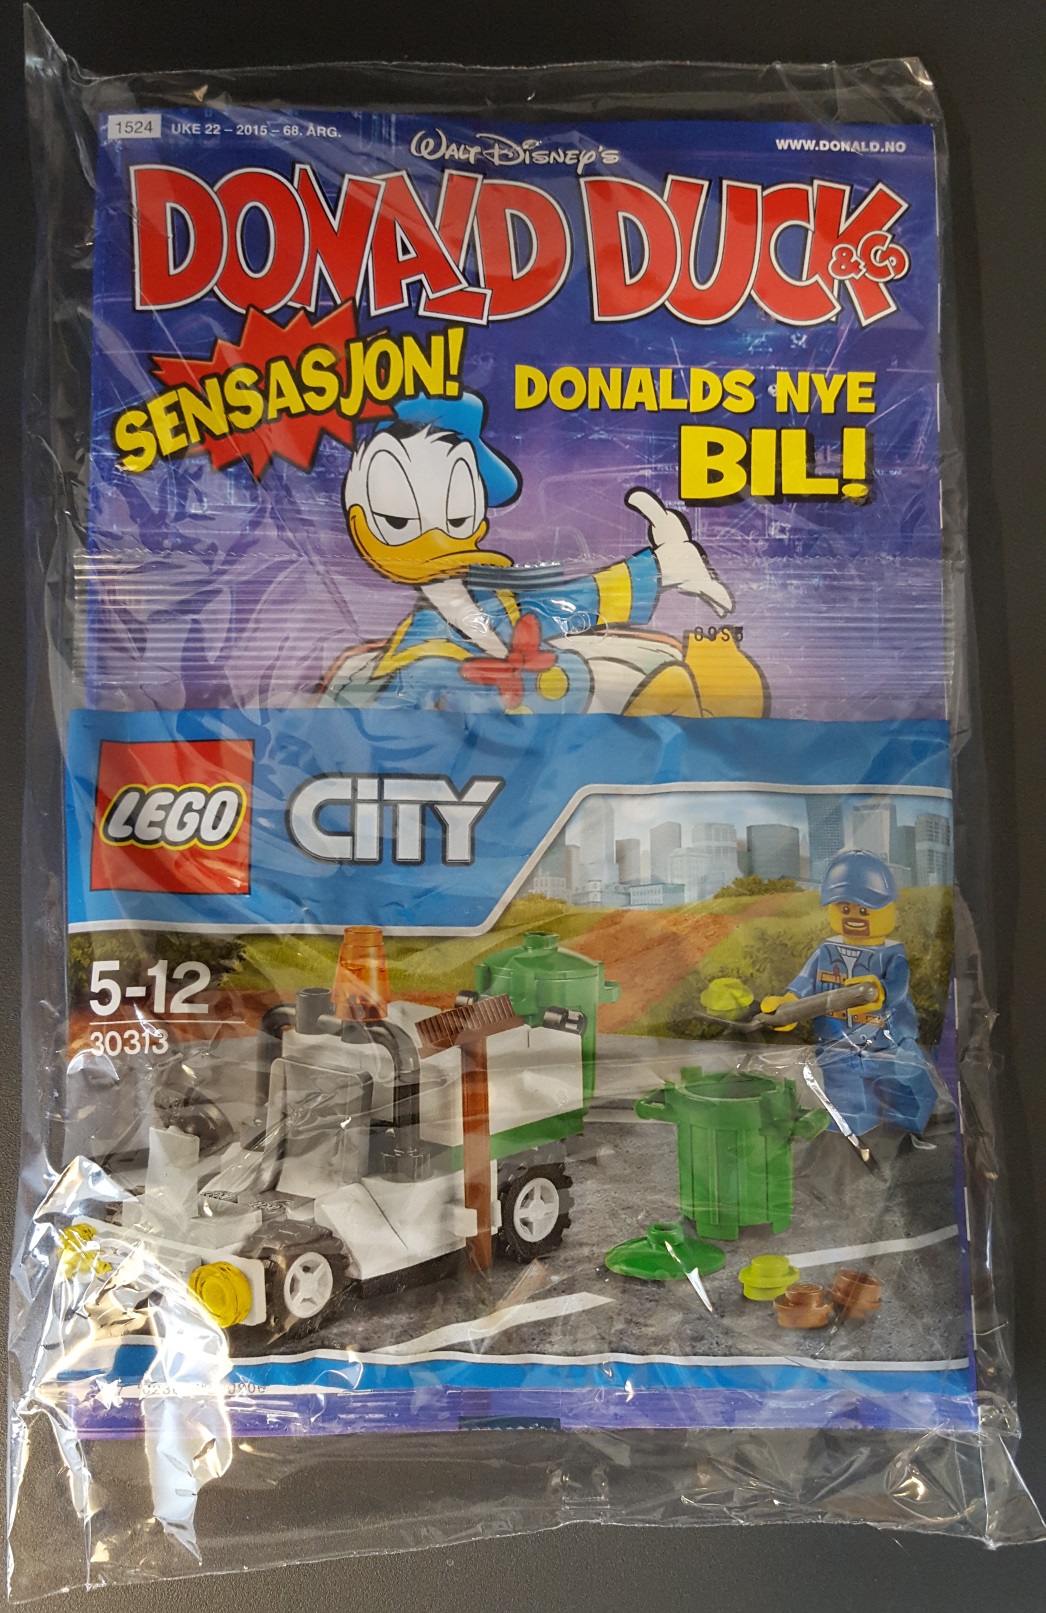 1524 UKE 22 – 2015 – 68. ÅRG.
WALT DISNEY'S
WWW.DONALD.NO
DONALD DUCK
&Co
SENSASJON!
DONALDS NYE
BIL!
LEGO
CITY
5-12
30313